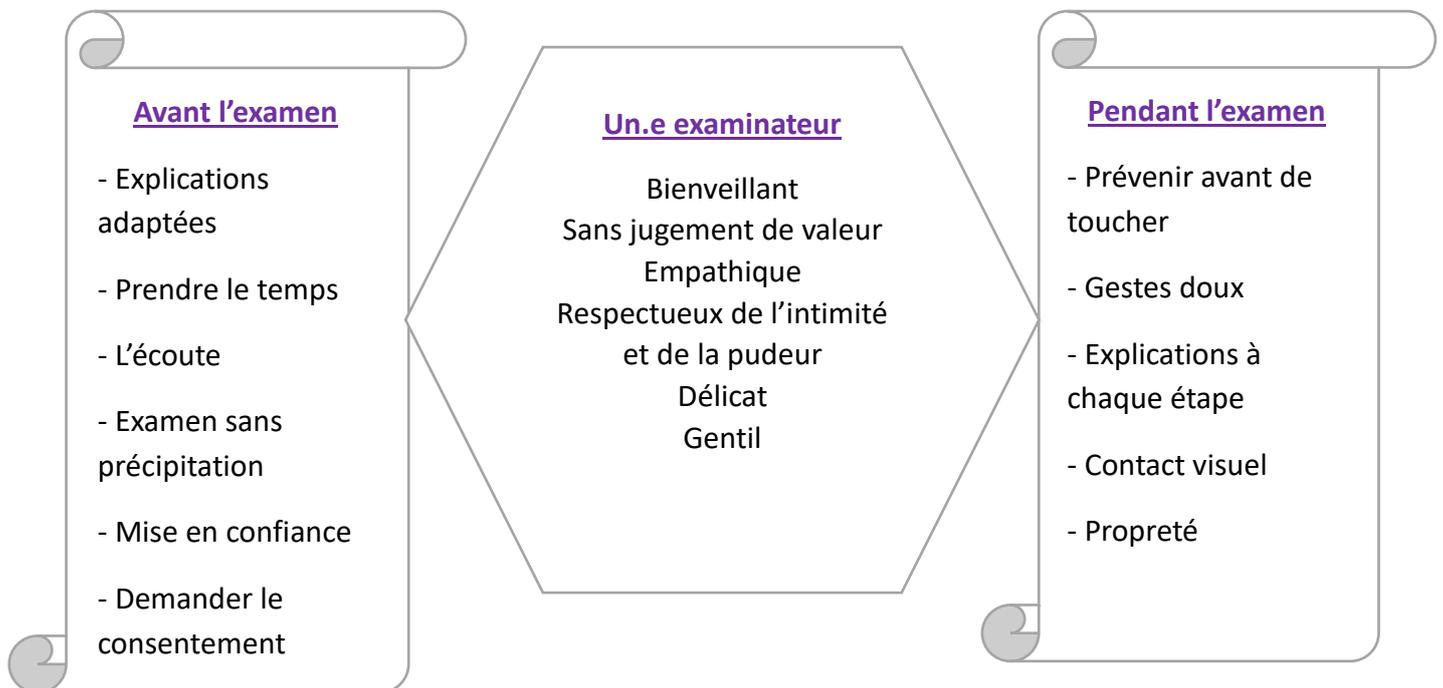 Avant l’examen
- Explications
adaptées
- Prendre le temps
- L’écoute
- Examen sans
précipitation
- Mise en confiance
- Demander le
consentement
Un.e examinateur
Bienveillant
Sans jugement de valeur
Empathique
Respectueux de l’intimité
et de la pudeur
Délicat
Gentil
Pendant l’examen
- Prévenir avant de
toucher
- Gestes doux
- Explications à
chaque étape
- Contact visuel
- Propreté